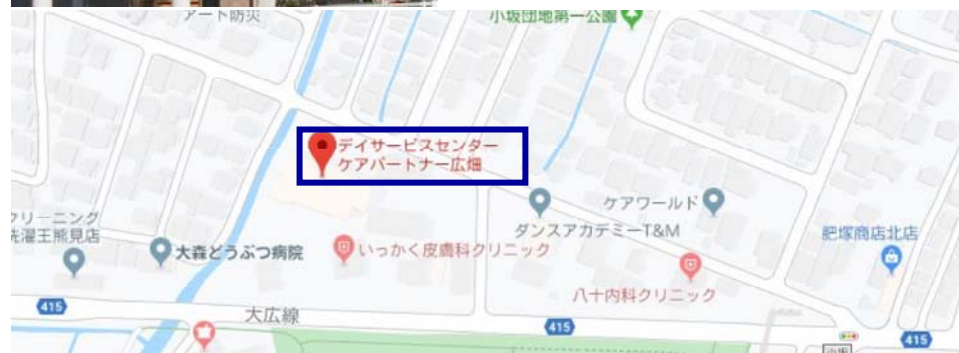 アート防災
小坂団地第一公園
デイサービスセンター
ケアパートナー広畑
ケアワールド
ダンスアカデミーT&M
肥塚商店北店
クリーニング
洗濯王熊見店
大森どうぶつ病院
いっかく皮膚科クリニック
八十内科クリニック
415
大広線
415
415
小坂